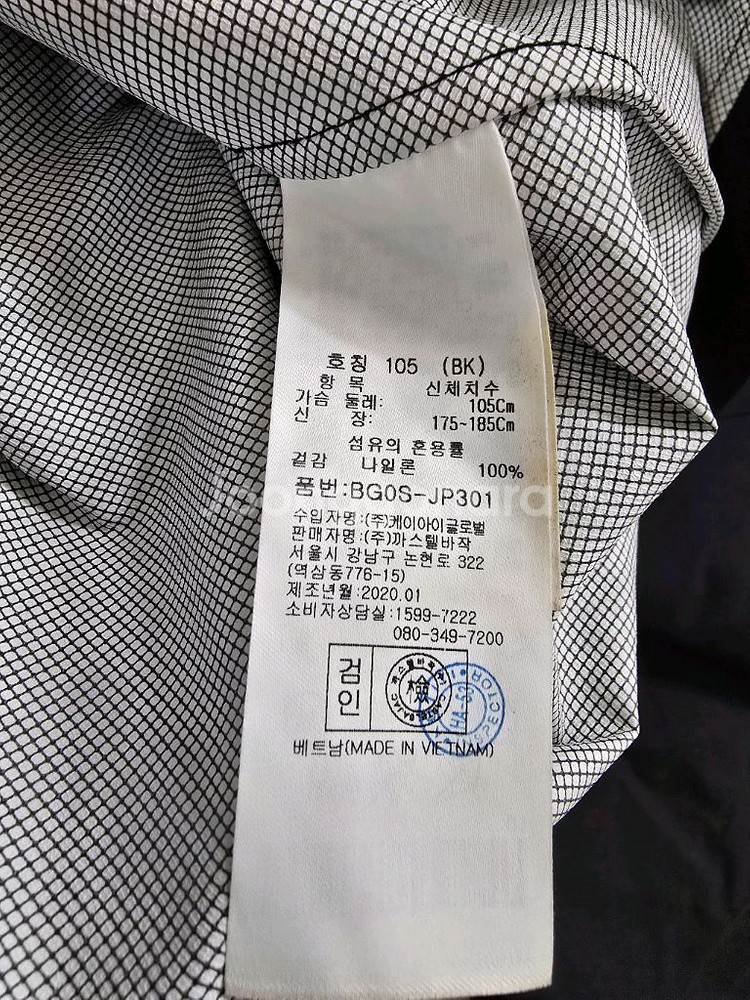 호칭 105 (BK)
항 목 신체치수
가슴 둘레: 105Cm
신 장: 175~185Cm
섬유의 혼용률
겉감 나일론 100%
품번:BG0S-JP301
수입자명:(주)케이아이글로벌
판매자명:(주)까스텔바작
서울시 강남구 논현로 322
(역삼동776-15)
제조년월:2020.01
소비자상담실:1599-7222
080-349-7200
검인
檢
베트남(MADE IN VIETNAM)